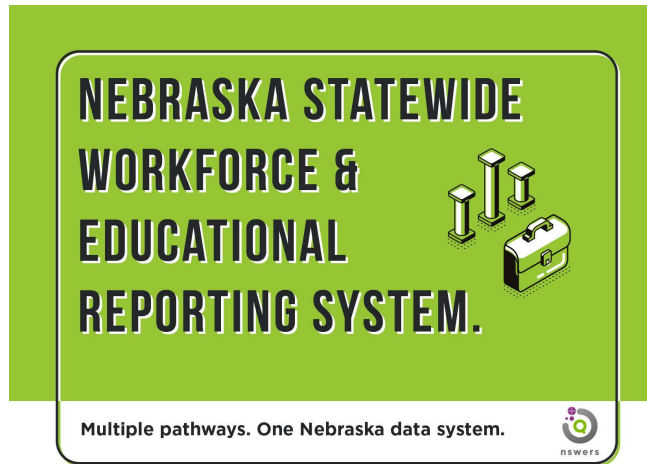 NEBRASKA STATEWIDE
WORKFORCE &
EDUCATIONAL
REPORTING SYSTEM.
Multiple pathways. One Nebraska data system.
nswers